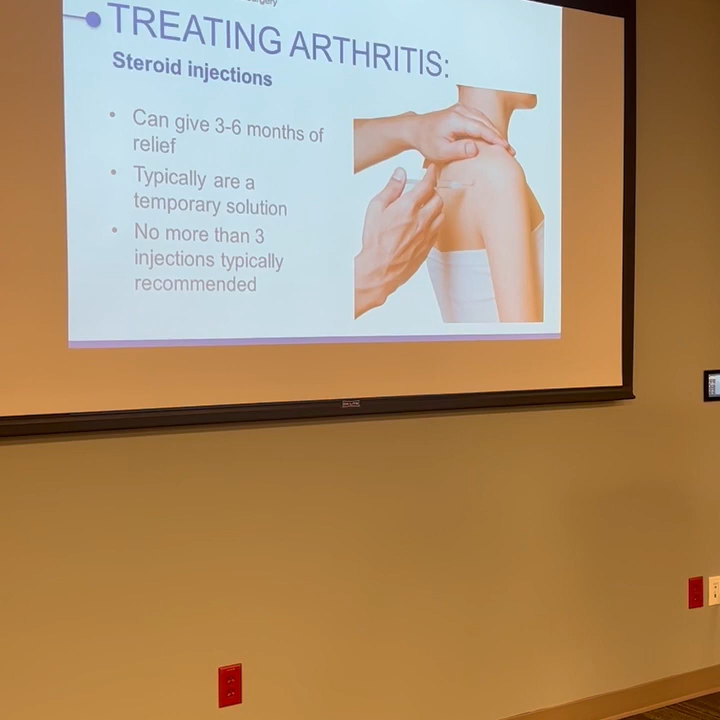 TREATING ARTHRITIS:
Steroid injections
• Can give 3-6 months of
relief
• Typically are a
temporary solution
• No more than 3
injections typically
recommended